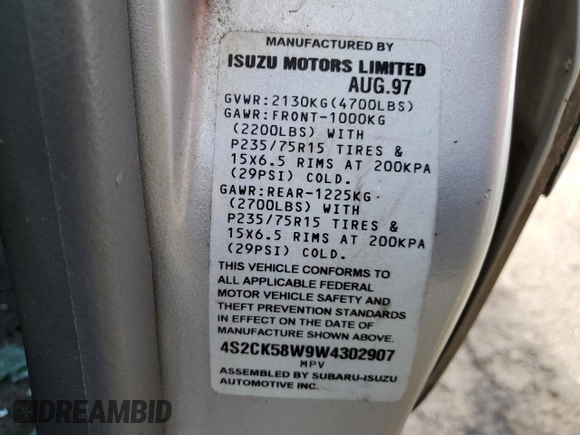 MANUFACTURED BY
ISUZU MOTORS LIMITED
AUG.97
GVWR:2130KG(4700LBS)
GAWR:FRONT-1000KG
(2200LBS) WITH
P235/75R15 TIRES &
15X6.5 RIMS AT 200KPA
(29PSI) COLD.
GAWR:REAR-1225KG
(2700LBS) WITH
P235/75R15 TIRES &
15X6.5 RIMS AT 200KPA
(29PSI) COLD.
THIS VEHICLE CONFORMS TO
ALL APPLICABLE FEDERAL
MOTOR VEHICLE SAFETY AND
THEFT PREVENTION STANDARDS
IN EFFECT ON THE DATE OF
MANUFACTURE SHOWN ABOVE.
4S2CK58W9W4302907
MPV
ASSEMBLED BY SUBARU-ISUZU
AUTOMOTIVE INC.
DREAMBID